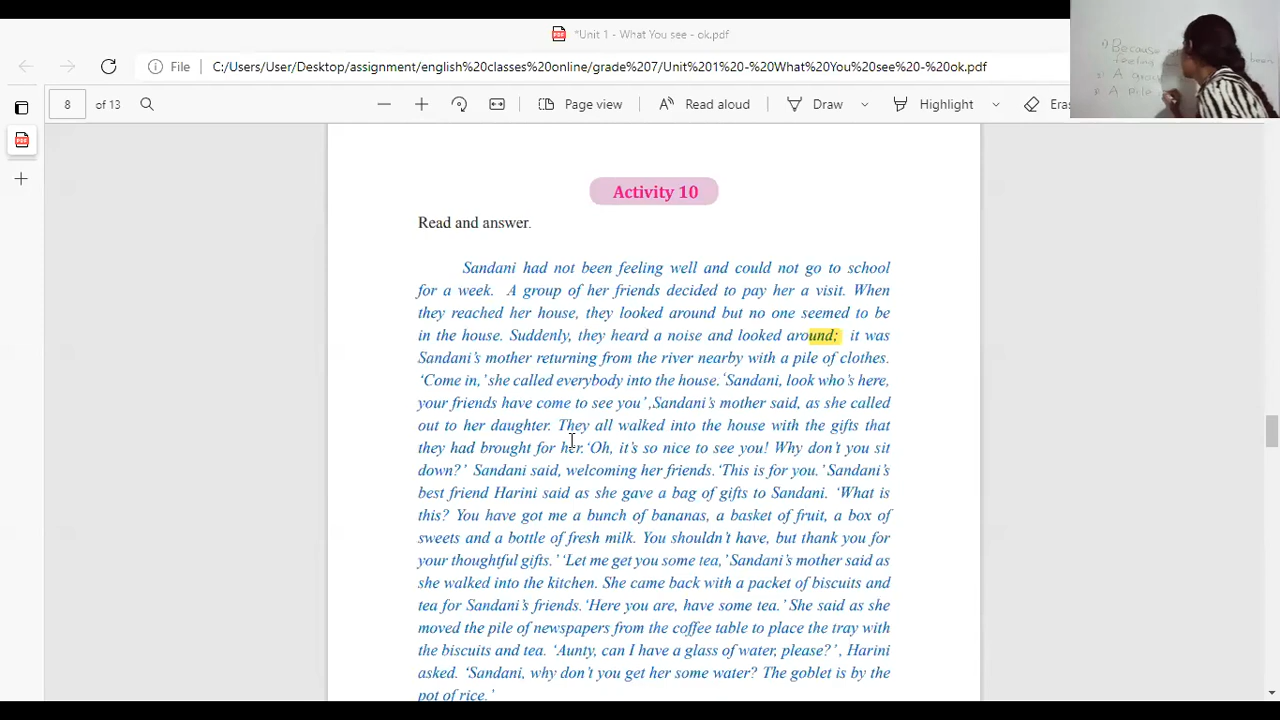 *Unit 1 - What You see - ok.pdf
File
C:/Users/User/Desktop/assignment/english%20classes%20online/grade%207/Unit%201%20-%20What%20You%20see%20-%20ok.pdf
8 of 13
Page view
Read aloud
Draw
Highlight
Era
1) Because
feeling
been
2) A grou
3) A pile
Activity 10
Read and answer.
Sandani had not been feeling well and could not go to school
for a week. A group of her friends decided to pay her a visit. When
they reached her house, they looked around but no one seemed to be
in the house. Suddenly, they heard a noise and looked around; it was
Sandani's mother returning from the river nearby with a pile of clothes.
'Come in,' she called everybody into the house. 'Sandani, look who's here,
your friends have come to see you' ,Sandani's mother said, as she called
out to her daughter. They all walked into the house with the gifts that
they had brought for her. 'Oh, it's so nice to see you! Why don't you sit
down?' Sandani said, welcoming her friends. 'This is for you.' Sandani's
best friend Harini said as she gave a bag of gifts to Sandani. 'What is
this? You have got me a bunch of bananas, a basket of fruit, a box of
sweets and a bottle of fresh milk. You shouldn't have, but thank you for
your thoughtful gifts.' 'Let me get you some tea,' Sandani's mother said as
she walked into the kitchen. She came back with a packet of biscuits and
tea for Sandani's friends. 'Here you are, have some tea.' She said as she
moved the pile of newspapers from the coffee table to place the tray with
the biscuits and tea. 'Aunty, can I have a glass of water, please?', Harini
asked. 'Sandani, why don't you get her some water? The goblet is by the
pot of rice.'